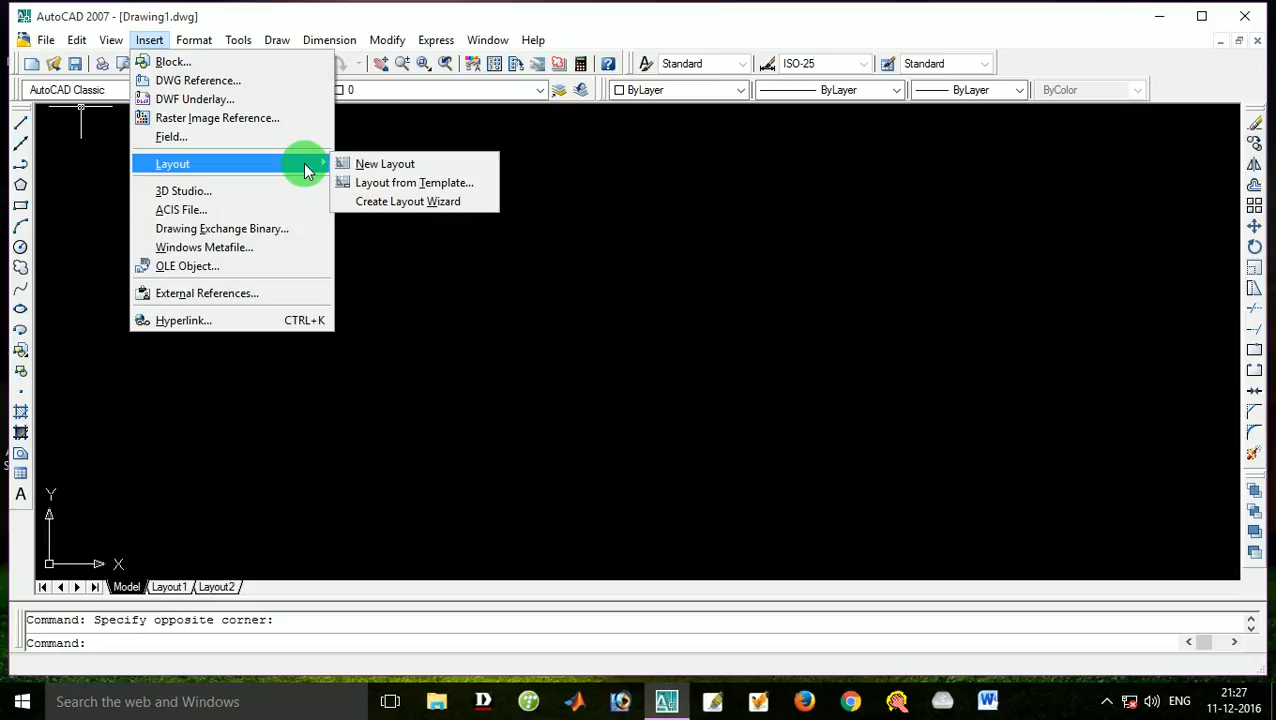 AutoCAD 2007 - [Drawing1.dwg]
File Edit View Insert Format Tools Draw Dimension Modify Express Window Help
Standard ISO-25 Standard
AutoCAD Classic 0 ByLayer ByLayer ByLayer ByColor
Block...
DWG Reference...
DWF Underlay...
Raster Image Reference...
Field...
Layout
New Layout
Layout from Template...
Create Layout Wizard
3D Studio...
ACIS File...
Drawing Exchange Binary...
Windows Metafile...
OLE Object...
External References...
Hyperlink... CTRL+K
A
Y
X
Model Layout1 Layout2
Command: Specify opposite corner:
Command:
Search the web and Windows
ENG
21:27
11-12-2016